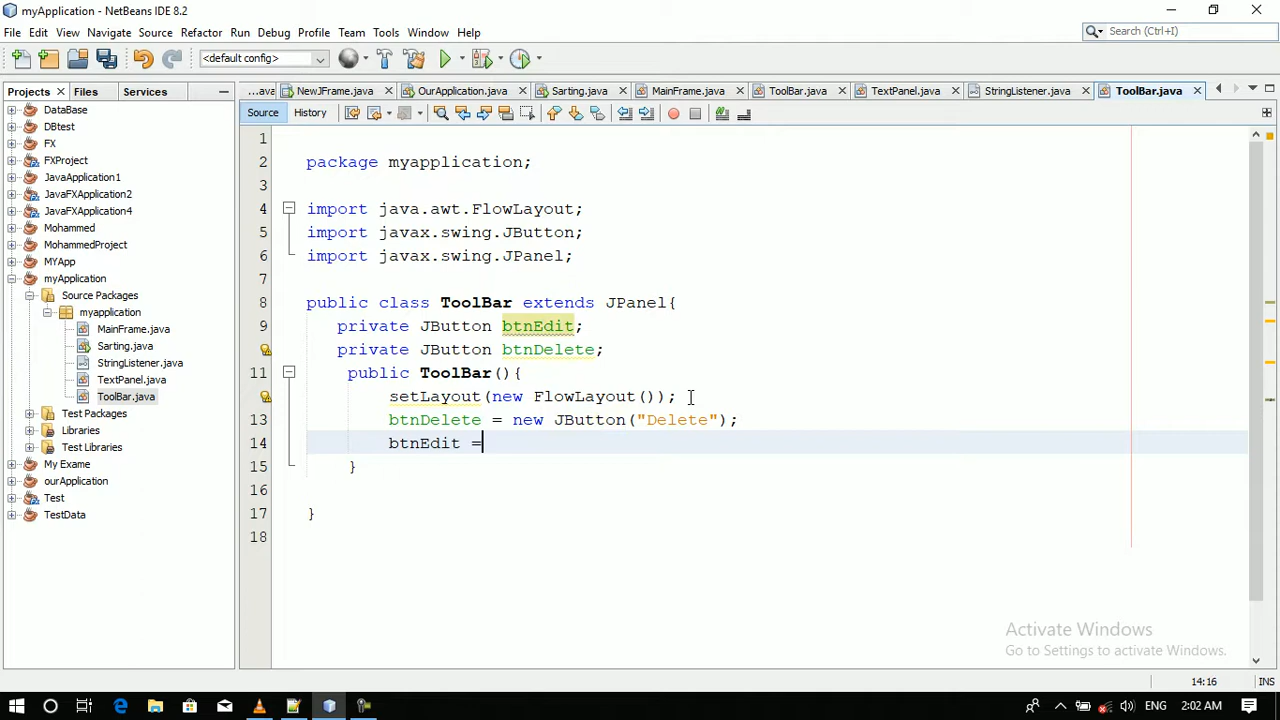 myApplication - NetBeans IDE 8.2
File Edit View Navigate Source Refactor Run Debug Profile Team Tools Window Help
Search (Ctrl+I)
<default config>
Projects Files Services
...ava NewJFrame.java OurApplication.java Sarting.java MainFrame.java ToolBar.java TextPanel.java StringListener.java ToolBar.java
Source History
DataBase
DBtest
FX
FXProject
JavaApplication1
JavaFXApplication2
JavaFXApplication4
Mohammed
MohammedProject
MYApp
myApplication
Source Packages
myapplication
MainFrame.java
Sarting.java
StringListener.java
TextPanel.java
ToolBar.java
Test Packages
Libraries
Test Libraries
My Exame
ourApplication
Test
TestData
1
2 package myapplication;
3
4 import java.awt.FlowLayout;
5 import javax.swing.JButton;
6 import javax.swing.JPanel;
7
8 public class ToolBar extends JPanel{
9 private JButton btnEdit;
private JButton btnDelete;
11 public ToolBar(){
setLayout(new FlowLayout());
13 btnDelete = new JButton("Delete");
14 btnEdit =
15 }
16
17 }
18
Activate Windows
Go to Settings to activate Windows.
14:16 INS
ENG 2:02 AM